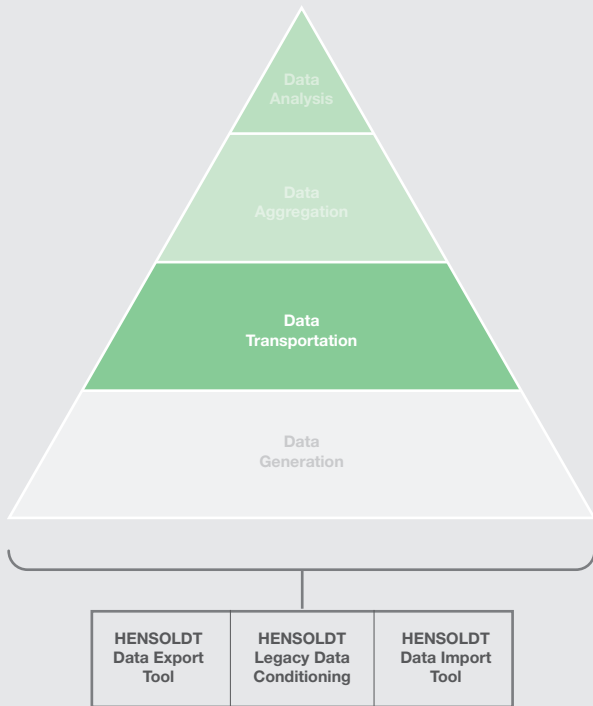 Data
Analysis
Data
Aggregation
Data
Transportation
Data
Generation
HENSOLDT
Data Export
Tool
HENSOLDT
Legacy Data
Conditioning
HENSOLDT
Data Import
Tool